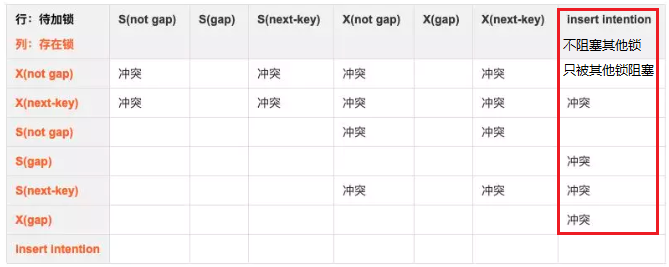 行：待加锁 S(not gap) S(gap) S(next-key) X(not gap) X(gap) X(next-key) insert intention
列：存在锁 不阻塞其他锁
X(not gap) 冲突 冲突 冲突 冲突 只被其他锁阻塞
X(next-key) 冲突 冲突 冲突 冲突 冲突
S(not gap) 冲突 冲突
S(gap) 冲突
S(next-key) 冲突 冲突 冲突
X(gap) 冲突
Insert Intention